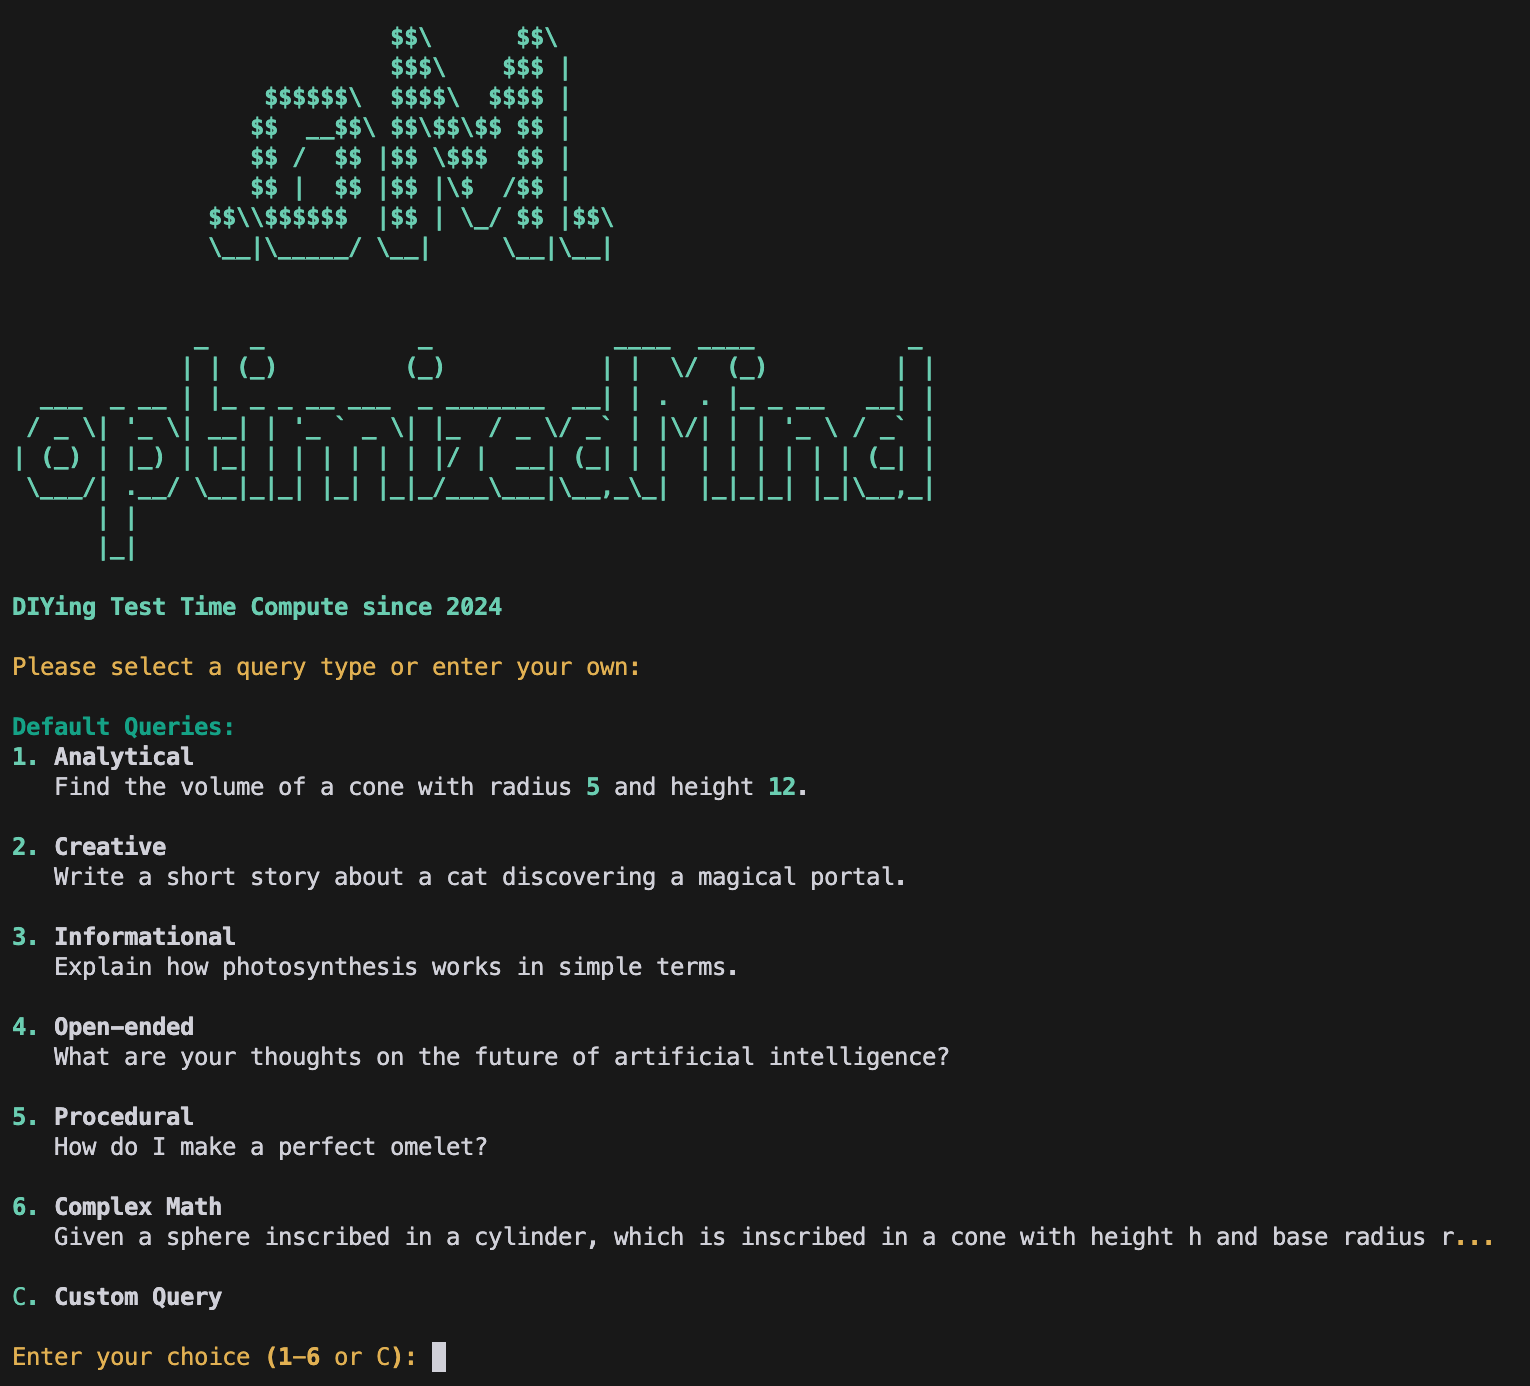 .oM.
optimizedMind
DIYing Test Time Compute since 2024
Please select a query type or enter your own:
Default Queries:
1. Analytical
Find the volume of a cone with radius 5 and height 12.
2. Creative
Write a short story about a cat discovering a magical portal.
3. Informational
Explain how photosynthesis works in simple terms.
4. Open-ended
What are your thoughts on the future of artificial intelligence?
5. Procedural
How do I make a perfect omelet?
6. Complex Math
Given a sphere inscribed in a cylinder, which is inscribed in a cone with height h and base radius r...
C. Custom Query
Enter your choice (1-6 or C):